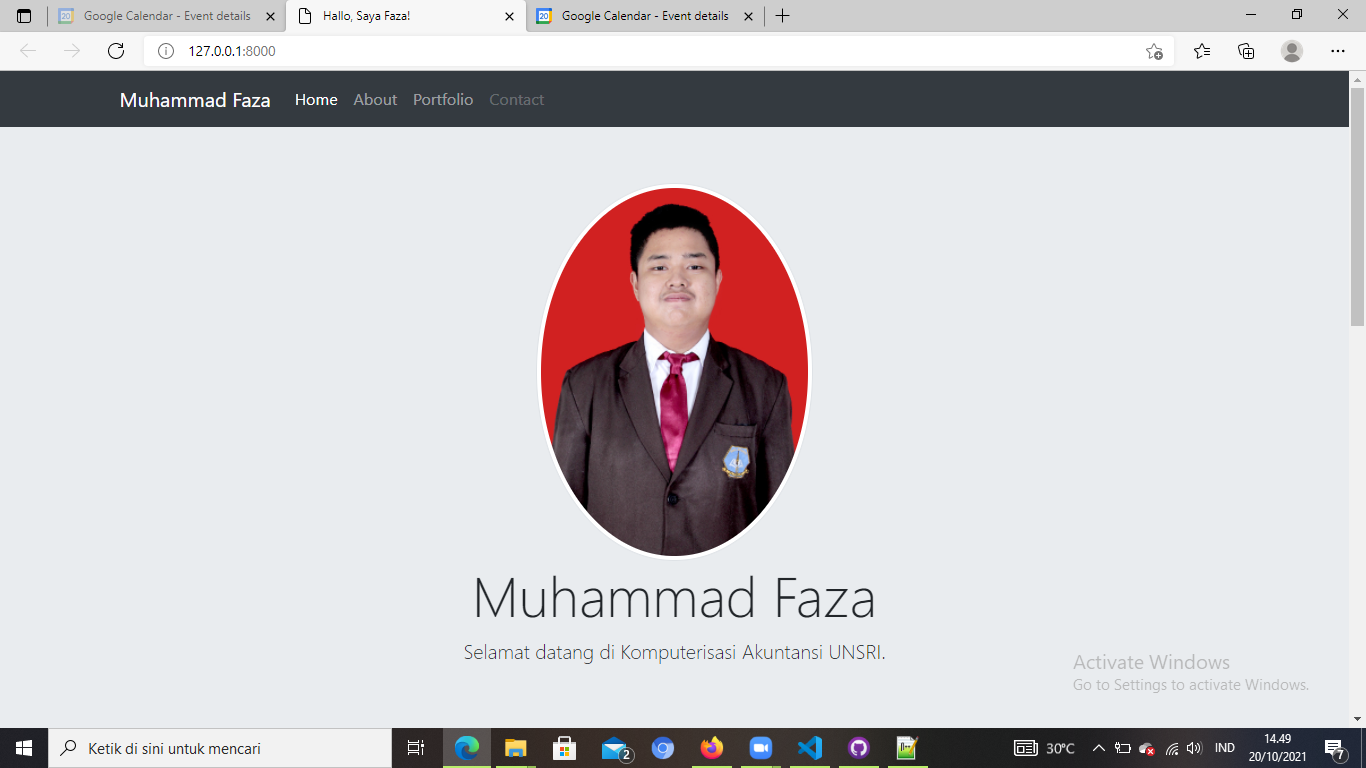 Google Calendar - Event details
Hallo, Saya Faza!
Google Calendar - Event details
127.0.0.1:8000
Muhammad Faza
Home
About
Portfolio
Contact
Muhammad Faza
Selamat datang di Komputerisasi Akuntansi UNSRI.
Activate Windows
Go to Settings to activate Windows.
Ketik di sini untuk mencari
2
30°C
IND
14.49
20/10/2021
7